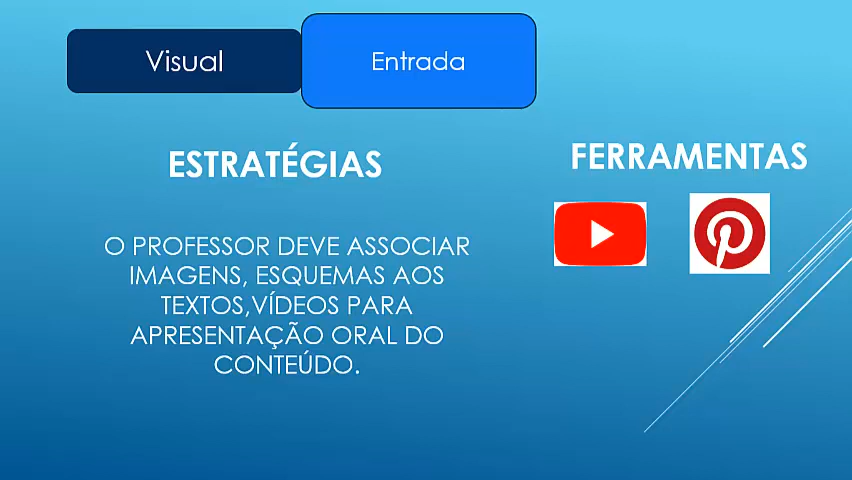 Visual
Entrada
ESTRATÉGIAS
FERRAMENTAS
O PROFESSOR DEVE ASSOCIAR
IMAGENS, ESQUEMAS AOS
TEXTOS,VÍDEOS PARA
APRESENTAÇÃO ORAL DO
CONTEÚDO.